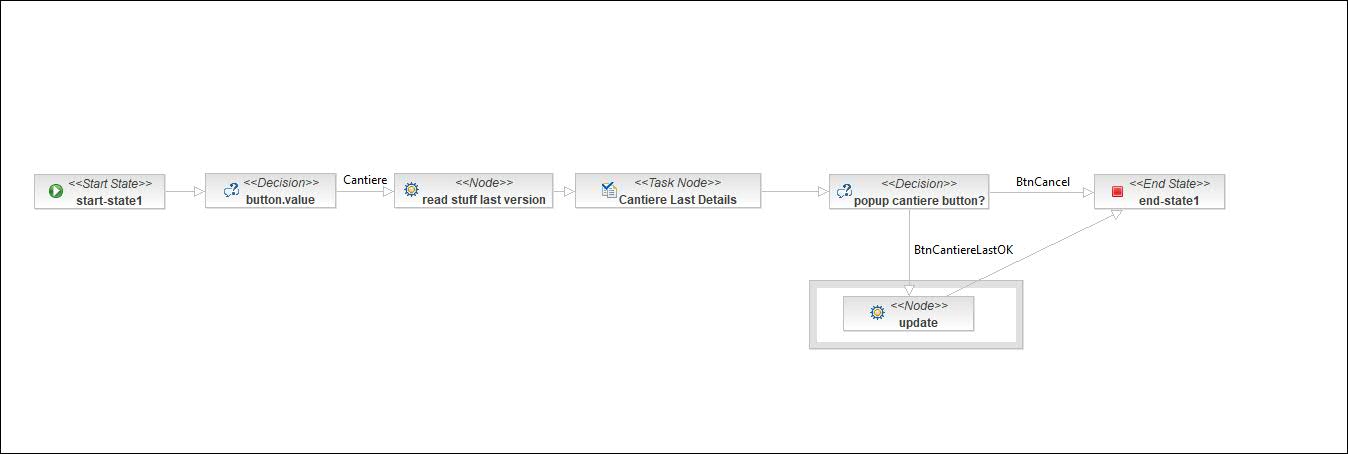 <<Start State>>
start-state1
<<Decision>>
button.value
Cantiere
<<Node>>
read stuff last version
<<Task Node>>
Cantiere Last Details
<<Decision>>
popup cantiere button?
BtnCancel
<<End State>>
end-state1
BtnCantiereLastOK
<<Node>>
update